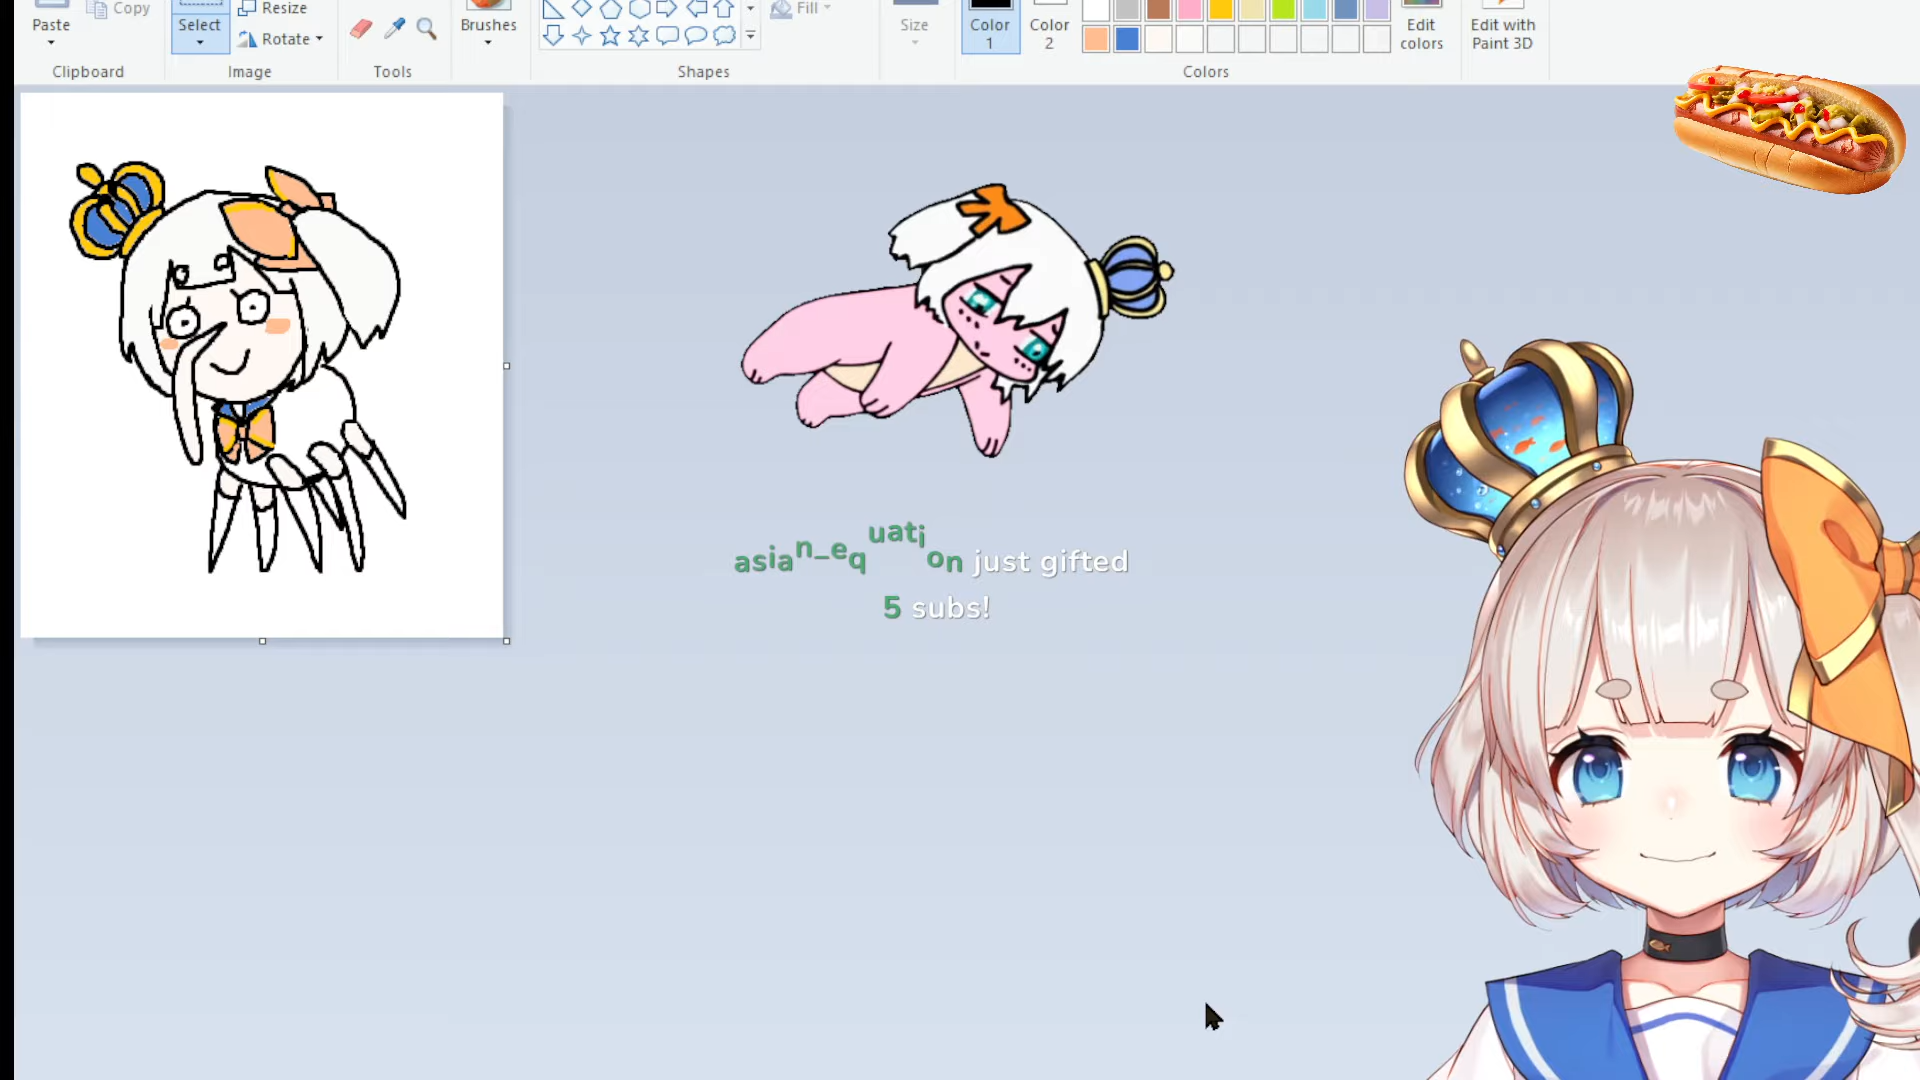 Paste
Copy
Select
Resize
Rotate
Brushes
Fill
Size
Color
1
Color
2
Edit
colors
Edit with
Paint 3D
Clipboard
Image
Tools
Shapes
Colors
asian_equation just gifted
5 subs!